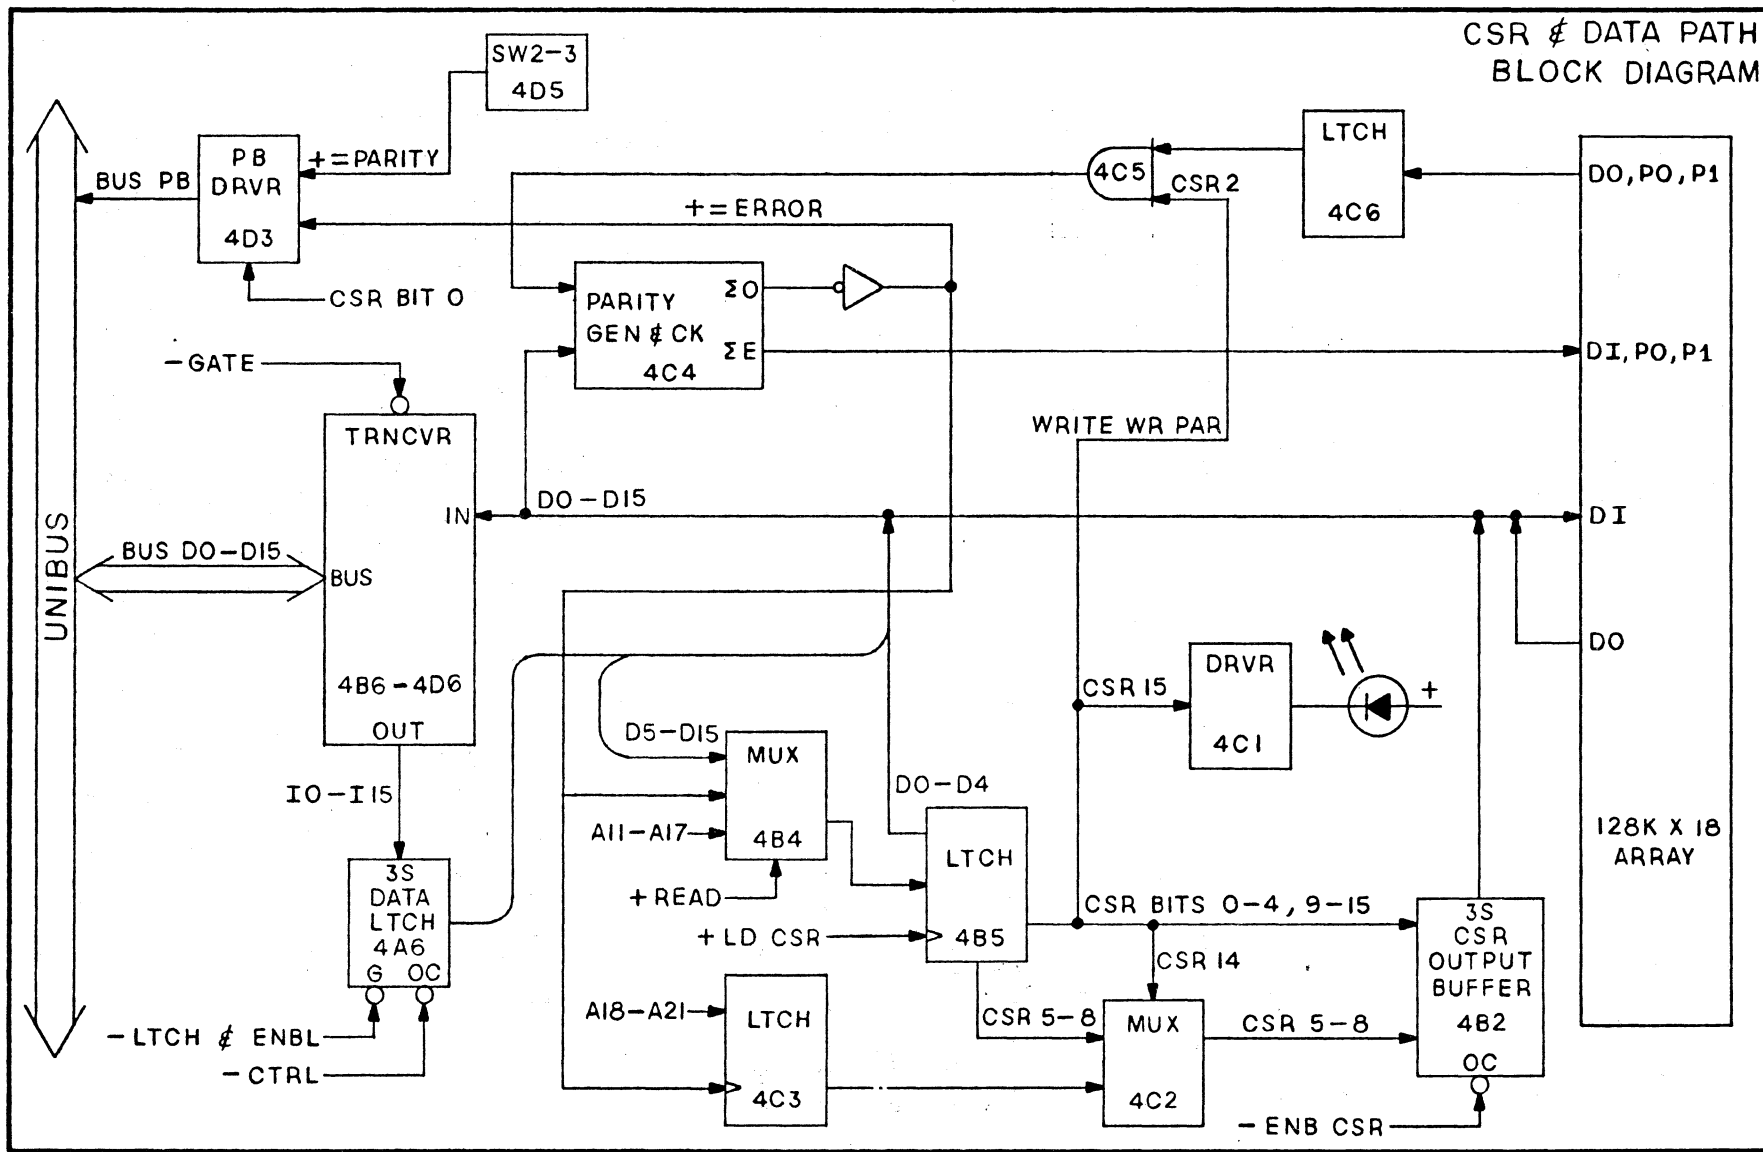 CSR & DATA PATH
BLOCK DIAGRAM
SW2-3
4D5
PB
DRVR
4D3
+=PARITY
BUS PB
+=ERROR
CSR BIT 0
4C5
CSR 2
LTCH
4C6
DO, PO, P1
PARITY
GEN & CK
4C4
ΣO
ΣE
DI, PO, P1
-GATE
TRNCVR
IN
BUS
4B6-4D6
OUT
WRITE WR PAR
DO-D15
DI
UNIBUS
BUS DO-D15
DO
DRVR
4C1
CSR 15
+
D5-D15
MUX
4B4
IO-I15
A11-A17
+READ
DO-D4
LTCH
4B5
+LD CSR
128K X 18
ARRAY
3S
DATA
LTCH
4A6
G OC
CSR BITS 0-4, 9-15
CSR 14
3S
CSR
OUTPUT
BUFFER
4B2
OC
A18-A21
LTCH
4C3
CSR 5-8
MUX
4C2
CSR 5-8
-LTCH & ENBL
-CTRL
-ENB CSR